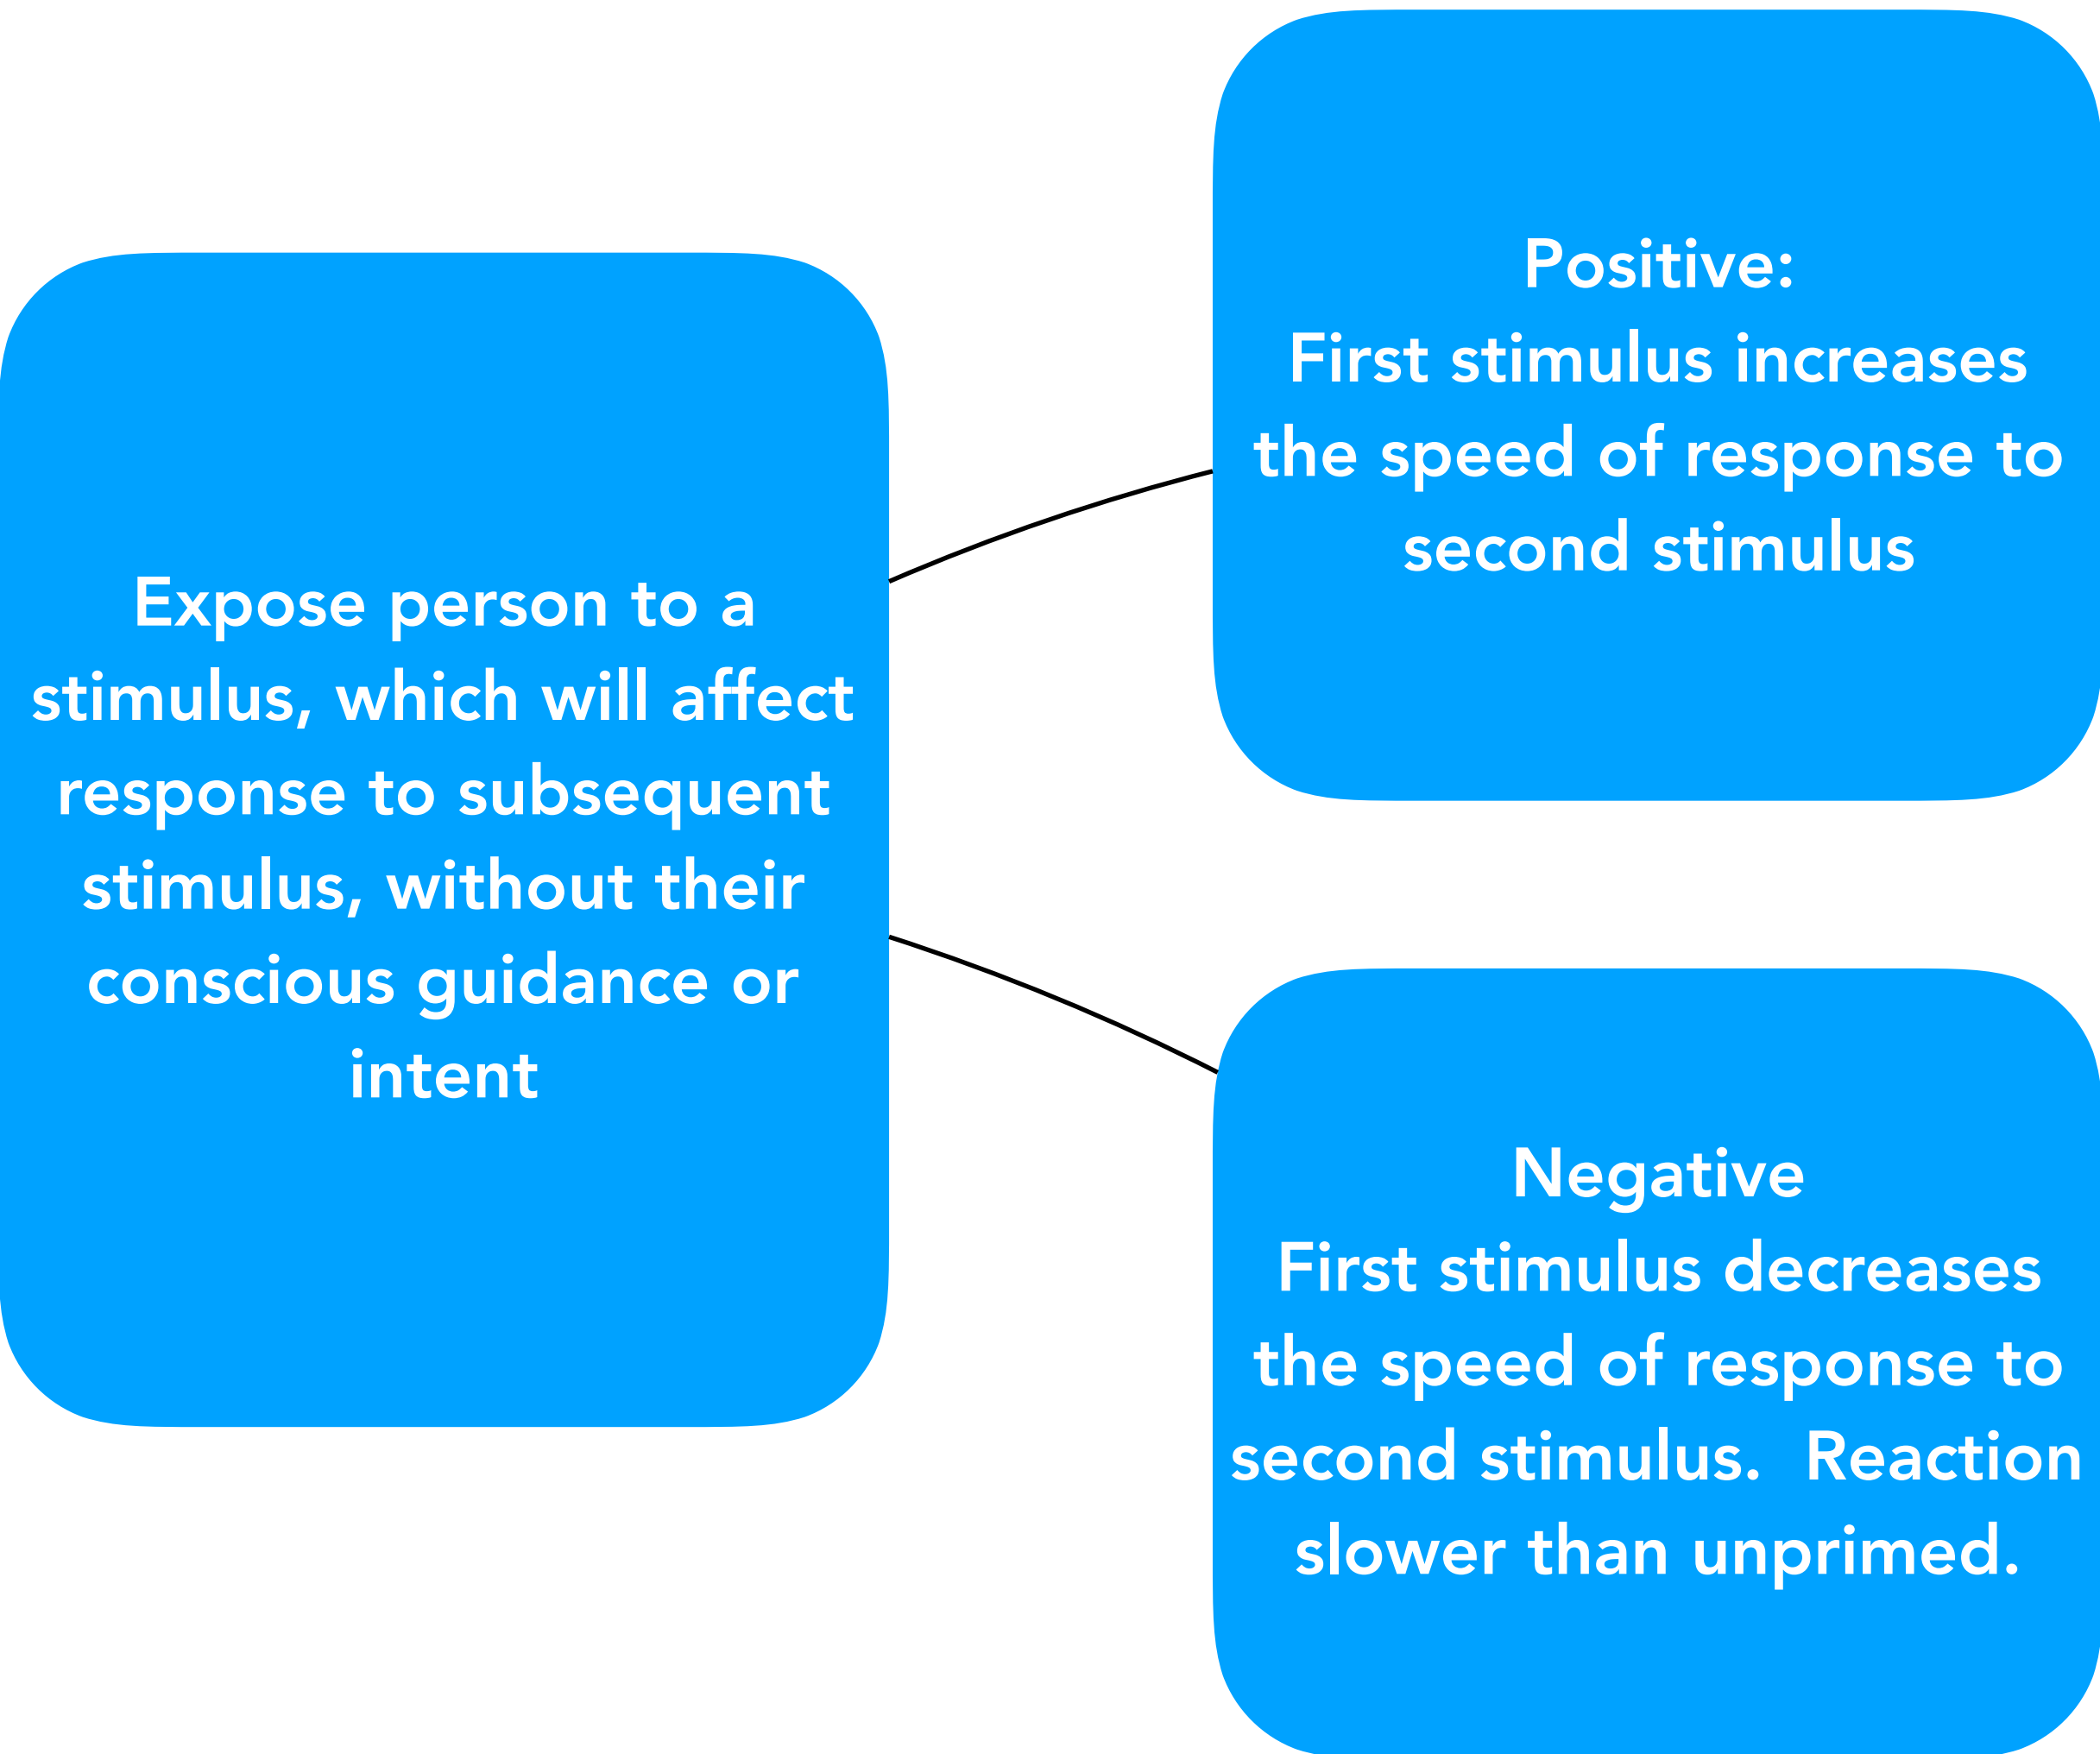 Expose person to a
stimulus, which will affect
response to subsequent
stimulus, without their
conscious guidance or
intent
Positive:
First stimulus increases
the speed of response to
second stimulus
Negative
First stimulus decreases
the speed of response to
second stimulus.  Reaction
slower than unprimed.